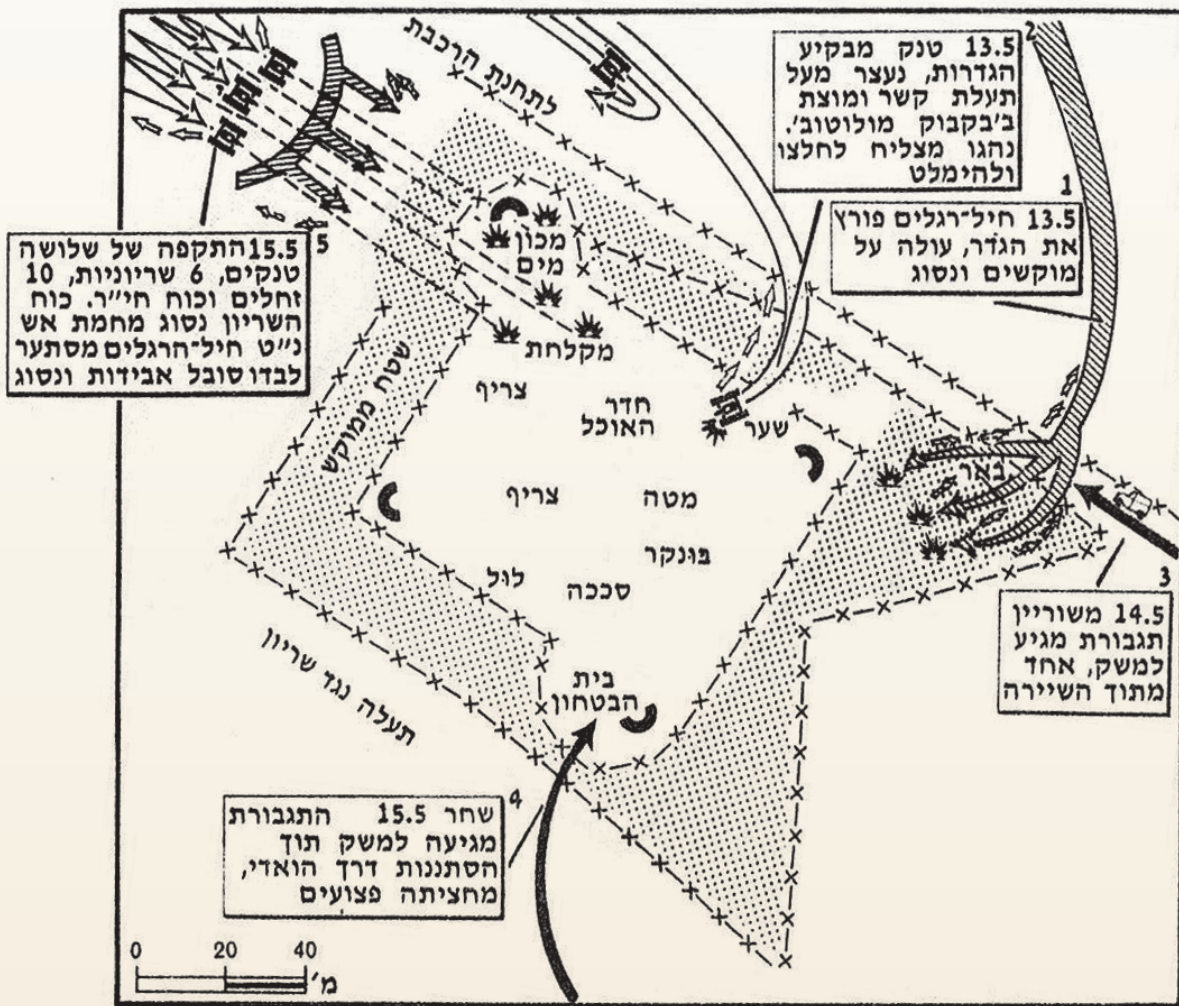 לתחנת הרכבת
2
13.5 טנק מבקיע
הגדרות, נעצר מעל
תעלת קשר ומוצת
ב'בקבוק מולוטוב'.
נהגו מצליח לחלצו
ולהימלט
1
13.5 חיל-רגלים פורץ
את הגדר, עולה על
מוקשים ונסוג
5
15.5 התקפה של שלושה
טנקים, 6 שריוניות, 10
זחלים וכוח חי"ר. כוח
השריון נסוג מחמת אש
נ"ט חיל-הרגלים מסתער
לבדו סובל אבידות ונסוג
מכון
מים
מקלחת
צריף
חדר
האוכל
שער
באר
שטח ממוקש
צריף
מטה
בונקר
לול
סככה
3
14.5 משוריין
תגבורת מגיע
למשק, אחד
מתוך השיירה
תעלה נגד שריון
בית
הבטחון
4
שחר 15.5 התגבורת
מגיעה למשק תוך
הסתננות דרך הואדי,
מחציתה פצועים
0 20 40
מ'